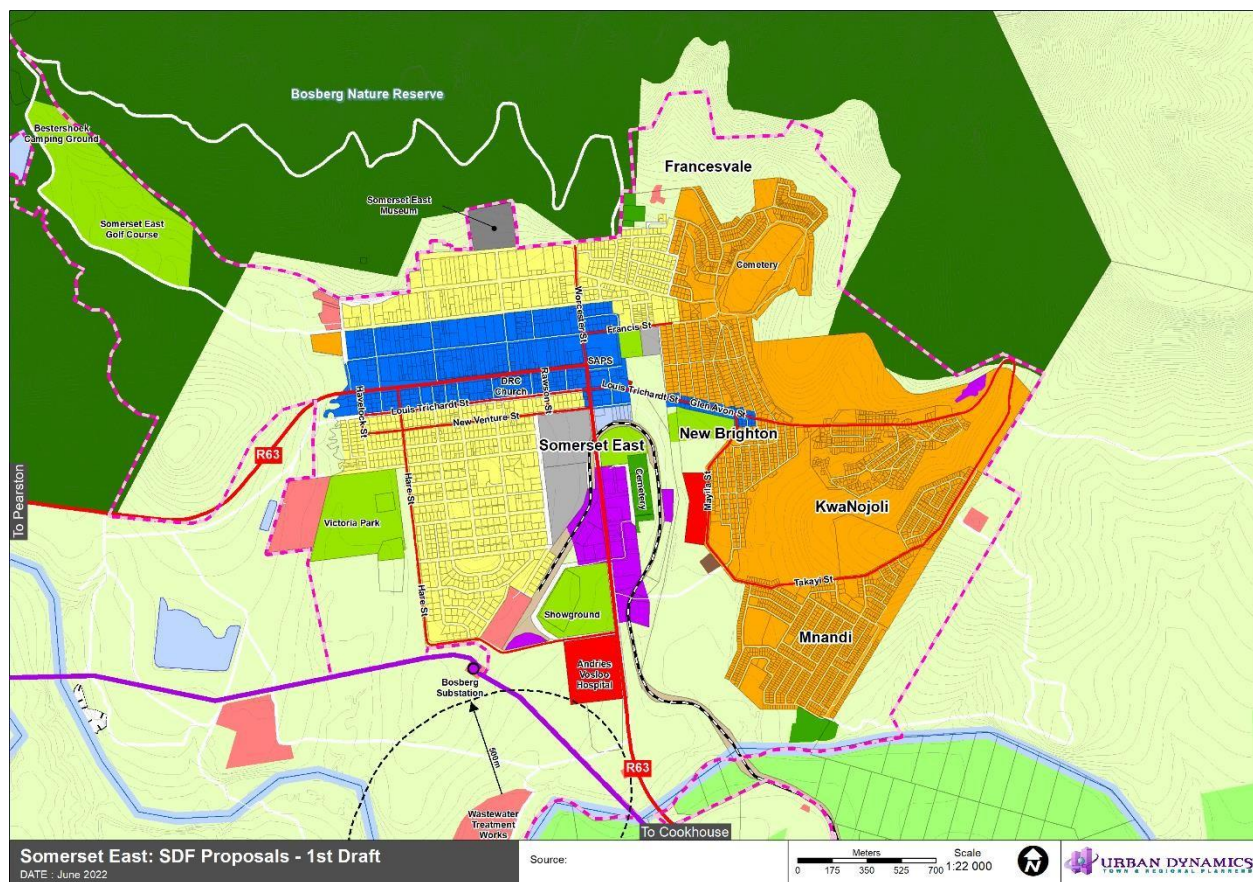 Bosberg Nature Reserve
Bestershoek
Camping Ground
Francesvale
Somerset East
Museum
Somerset East
Golf Course
Cemetery
Worcester St
Francis St
SAPS
DRC
Church
Rawson St
Havelock St
Louis Trichardt St
Louis Trichardt St
Glen Avon St
New Venture St
Somerset East
New Brighton
R63
To Pearston
Hare St
Cemetery
Mayila St
KwaNojoli
Victoria Park
Takayi St
Hare St
Showground
Mnandi
Andries
Vosloo
Hospital
Bosberg
Substation
500m
R63
Wastewater
Treatment
Works
To Cookhouse
Somerset East: SDF Proposals - 1st Draft
DATE : June 2022
Source:
Meters
0 175 350 525 700
Scale
1:22 000
N
URBAN DYNAMICS
TOWN & REGIONAL PLANNERS